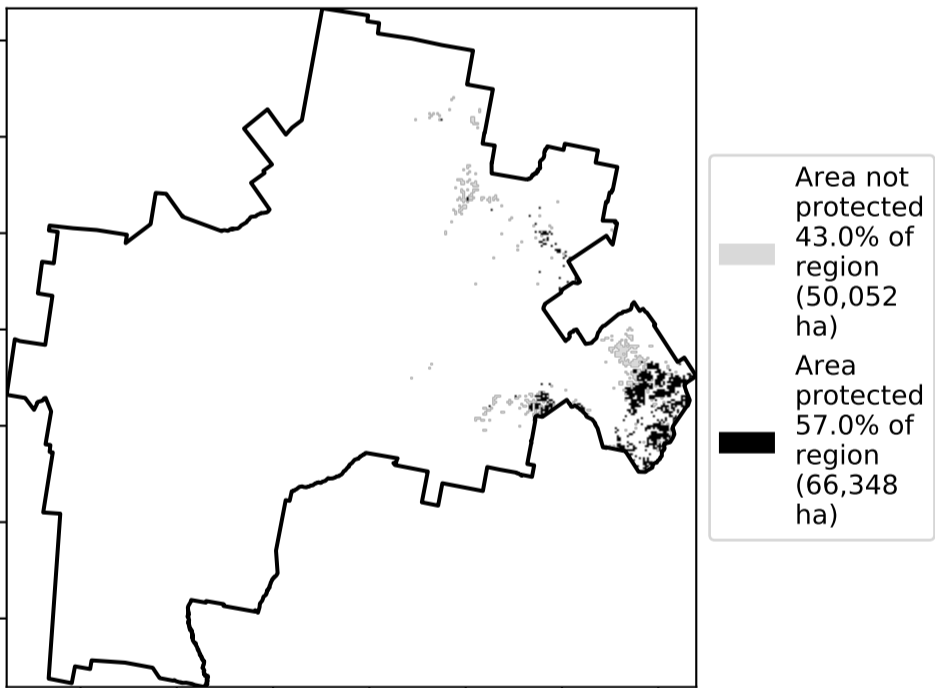 Area not
protected
43.0% of
region
(50,052
ha)
Area
protected
57.0% of
region
(66,348
ha)